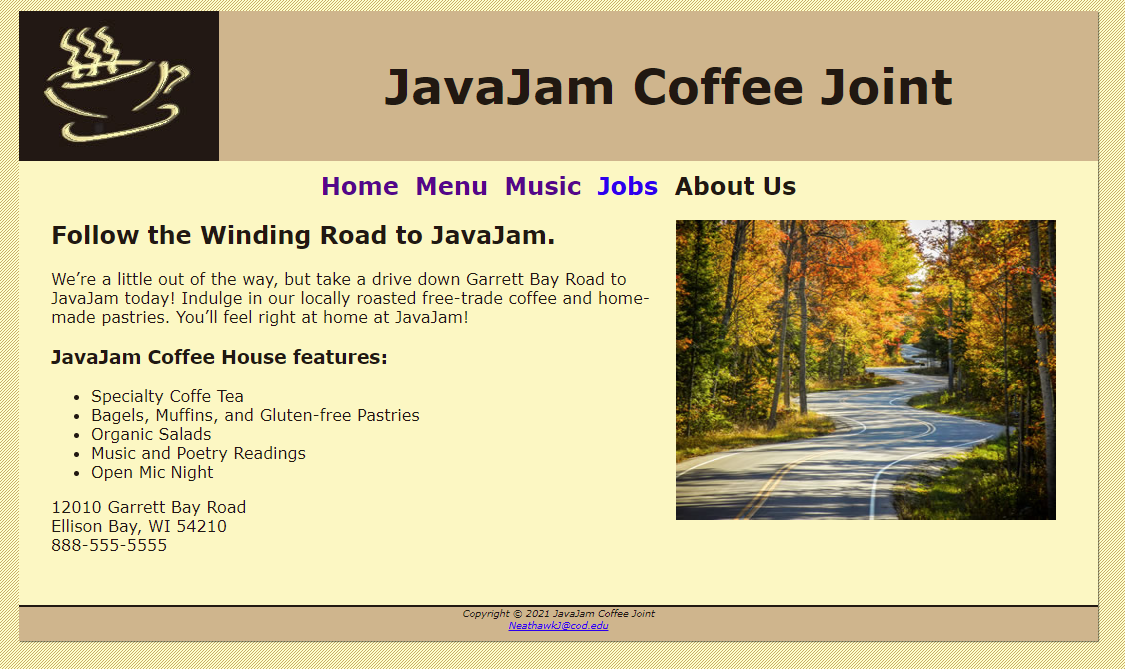 JavaJam Coffee Joint
Home Menu Music Jobs About Us
Follow the Winding Road to JavaJam.
We’re a little out of the way, but take a drive down Garrett Bay Road to
JavaJam today! Indulge in our locally roasted free-trade coffee and home-
made pastries. You’ll feel right at home at JavaJam!
JavaJam Coffee House features:
• Specialty Coffe Tea
• Bagels, Muffins, and Gluten-free Pastries
• Organic Salads
• Music and Poetry Readings
• Open Mic Night
12010 Garrett Bay Road
Ellison Bay, WI 54210
888-555-5555
Copyright © 2021 JavaJam Coffee Joint
NeathawkJ@cod.edu